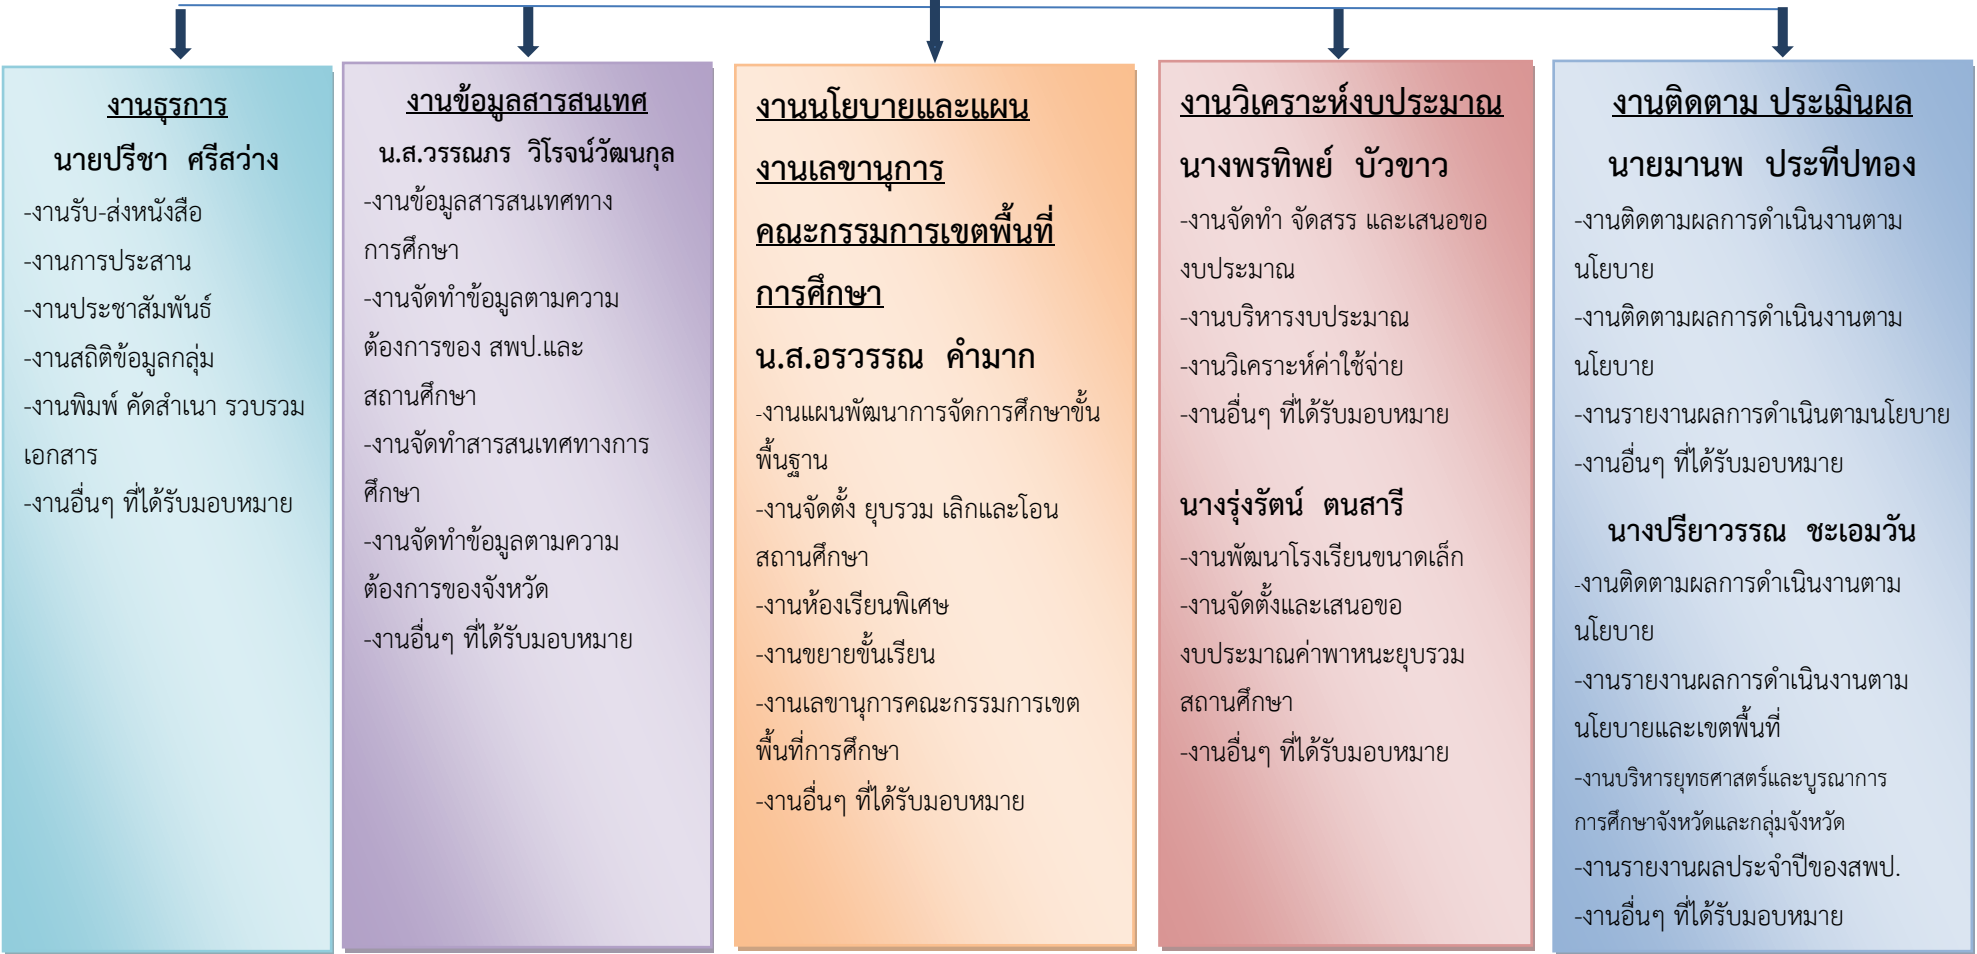 งานธุรการ
นายปรีชา ศรีสว่าง
-งานรับ-ส่งหนังสือ
-งานการประสาน
-งานประชาสัมพันธ์
-งานสถิติข้อมูลกลุ่ม
-งานพิมพ์ คัดสำเนา รวบรวม
เอกสาร
-งานอื่นๆ ที่ได้รับมอบหมาย
งานข้อมูลสารสนเทศ
น.ส.วรรณภร วิโรจน์วัฒนกุล
-งานข้อมูลสารสนเทศทาง
การศึกษา
-งานจัดทำข้อมูลตามความ
ต้องการของ สพป.และ
สถานศึกษา
-งานจัดทำสารสนเทศทางการ
ศึกษา
-งานจัดทำข้อมูลตามความ
ต้องการของจังหวัด
-งานอื่นๆ ที่ได้รับมอบหมาย
งานนโยบายและแผน
งานเลขานุการ
คณะกรรมการเขตพื้นที่
การศึกษา
น.ส.อรวรรณ คำมาก
-งานแผนพัฒนาการจัดการศึกษาขั้น
พื้นฐาน
-งานจัดตั้ง ยุบรวม เลิกและโอน
สถานศึกษา
-งานห้องเรียนพิเศษ
-งานขยายชั้นเรียน
-งานเลขานุการคณะกรรมการเขต
พื้นที่การศึกษา
-งานอื่นๆ ที่ได้รับมอบหมาย
งานวิเคราะห์งบประมาณ
นางพรทิพย์ บัวขาว
-งานจัดทำ จัดสรร และเสนอขอ
งบประมาณ
-งานบริหารงบประมาณ
-งานวิเคราะห์ค่าใช้จ่าย
-งานอื่นๆ ที่ได้รับมอบหมาย
นางรุ่งรัตน์ ตนสารี
-งานพัฒนาโรงเรียนขนาดเล็ก
-งานจัดตั้งและเสนอขอ
งบประมาณค่าพาหนะยุบรวม
สถานศึกษา
-งานอื่นๆ ที่ได้รับมอบหมาย
งานติดตาม ประเมินผล
นายมานพ ประทีปทอง
-งานติดตามผลการดำเนินงานตาม
นโยบาย
-งานติดตามผลการดำเนินงานตาม
นโยบาย
-งานรายงานผลการดำเนินตามนโยบาย
-งานอื่นๆ ที่ได้รับมอบหมาย
นางปรียาวรรณ ชะเอมวัน
-งานติดตามผลการดำเนินงานตาม
นโยบาย
-งานรายงานผลการดำเนินงานตาม
นโยบายและเขตพื้นที่
-งานบริหารยุทธศาสตร์และบูรณาการ
การศึกษาจังหวัดและกลุ่มจังหวัด
-งานรายงานผลประจำปีของสพป.
-งานอื่นๆ ที่ได้รับมอบหมาย